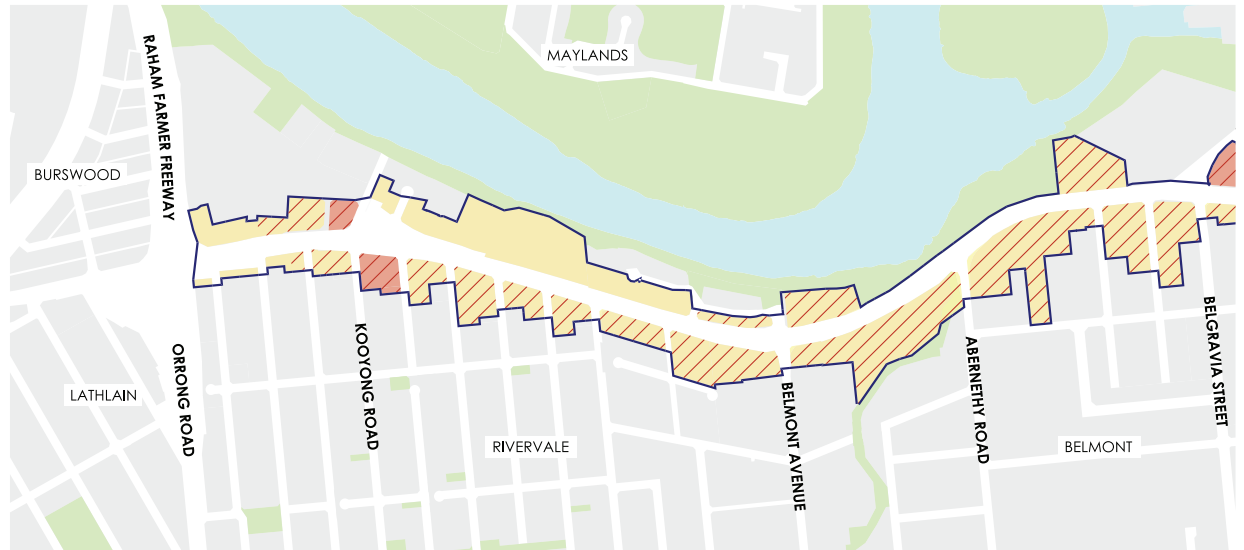 MAYLANDS
RAHAM FARMER FREEWAY
BURSWOOD
LATHLAIN
ORRONG ROAD
KOOYONG ROAD
RIVERVALE
BELMONT AVENUE
ABERNETHY ROAD
BELMONT
BELGRAVIA STREET